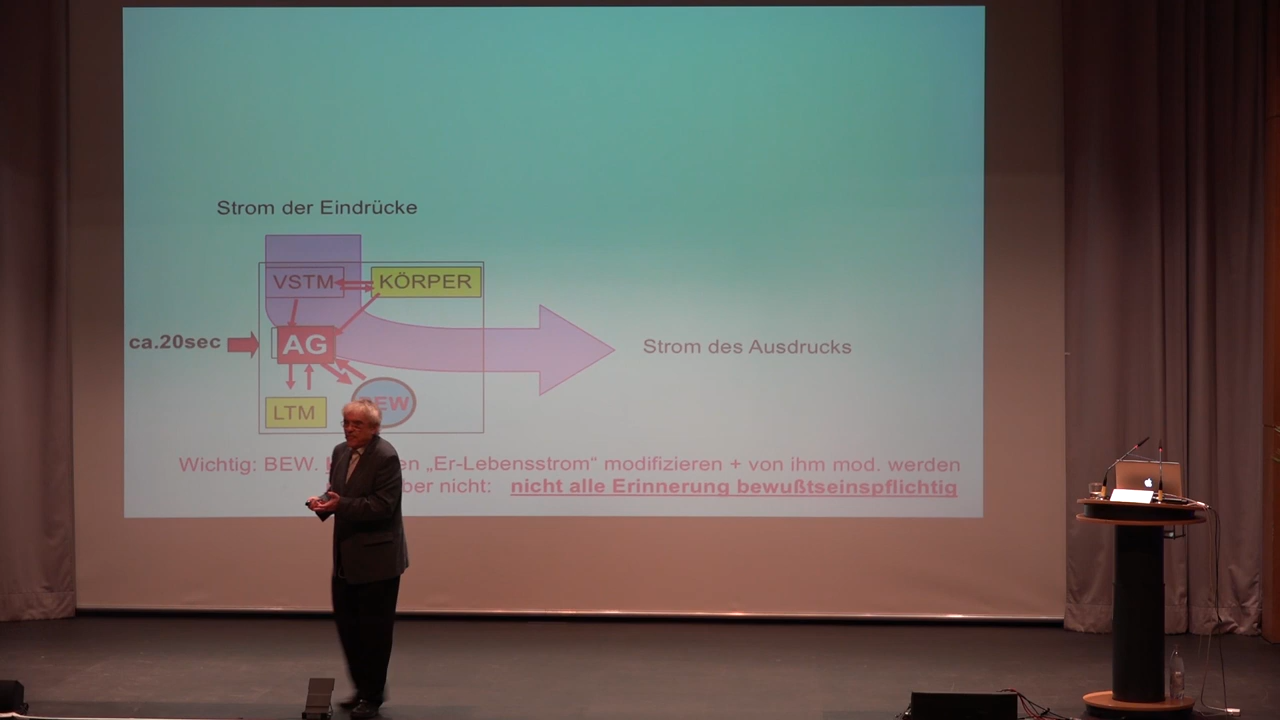 Strom der Eindrücke
VSTM
KÖRPER
ca.20sec
AG
Strom des Ausdrucks
LTM
Wichtig: BEW. „Er-Lebensstrom“ modifizieren + von ihm mod. werden
nicht: nicht alle Erinnerung bewußtseinspflichtig